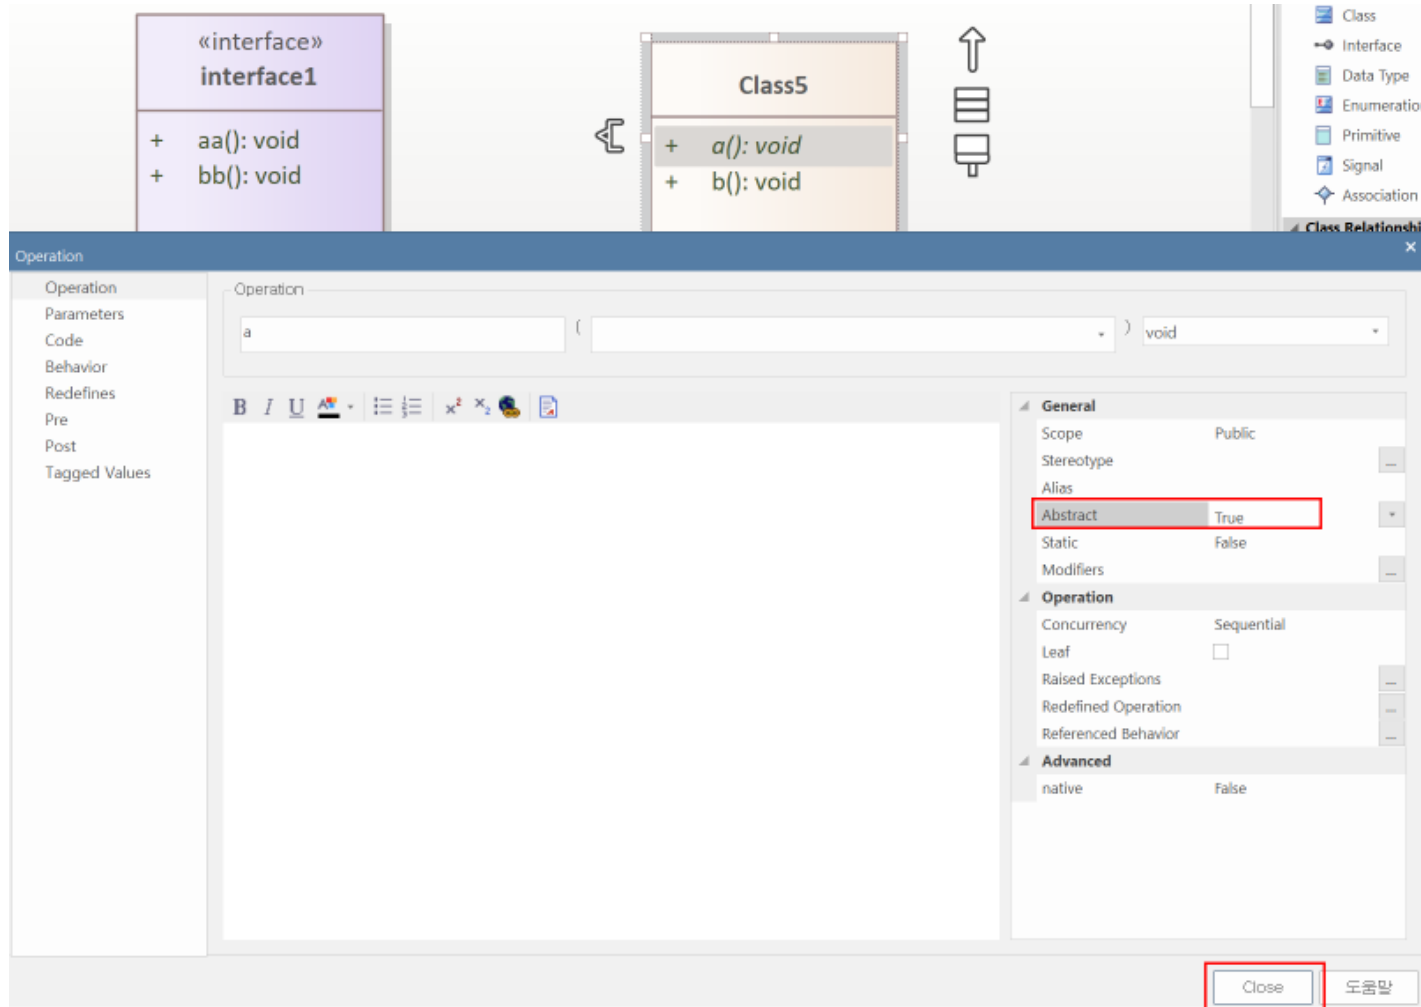 «interface»
interface1
+ aa(): void
+ bb(): void
Class5
+ a(): void
+ b(): void
Class
Interface
Data Type
Enumeratio
Primitive
Signal
Association
Class Relationshi
Operation
Operation
Parameters
Code
Behavior
Redefines
Pre
Post
Tagged Values
Operation
a ( ) void
B I U A x² ×₂
General
Scope Public
Stereotype ...
Alias
Abstract True
Static False
Modifiers ...
Operation
Concurrency Sequential
Leaf
Raised Exceptions ...
Redefined Operation ...
Referenced Behavior ...
Advanced
native False
Close 도움말